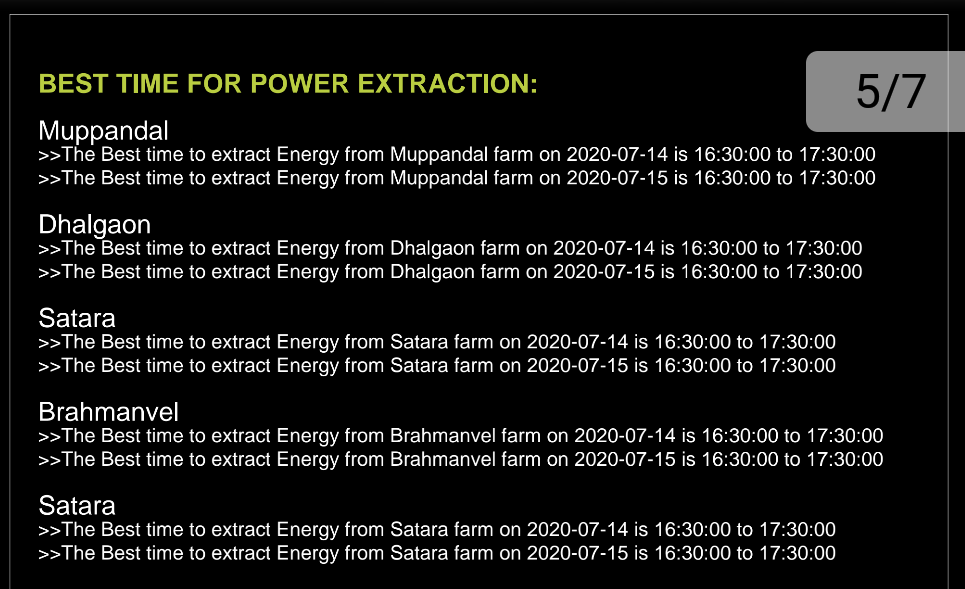 BEST TIME FOR POWER EXTRACTION:
5/7
Muppandal
>>The Best time to extract Energy from Muppandal farm on 2020-07-14 is 16:30:00 to 17:30:00
>>The Best time to extract Energy from Muppandal farm on 2020-07-15 is 16:30:00 to 17:30:00
Dhalgaon
>>The Best time to extract Energy from Dhalgaon farm on 2020-07-14 is 16:30:00 to 17:30:00
>>The Best time to extract Energy from Dhalgaon farm on 2020-07-15 is 16:30:00 to 17:30:00
Satara
>>The Best time to extract Energy from Satara farm on 2020-07-14 is 16:30:00 to 17:30:00
>>The Best time to extract Energy from Satara farm on 2020-07-15 is 16:30:00 to 17:30:00
Brahmanvel
>>The Best time to extract Energy from Brahmanvel farm on 2020-07-14 is 16:30:00 to 17:30:00
>>The Best time to extract Energy from Brahmanvel farm on 2020-07-15 is 16:30:00 to 17:30:00
Satara
>>The Best time to extract Energy from Satara farm on 2020-07-14 is 16:30:00 to 17:30:00
>>The Best time to extract Energy from Satara farm on 2020-07-15 is 16:30:00 to 17:30:00